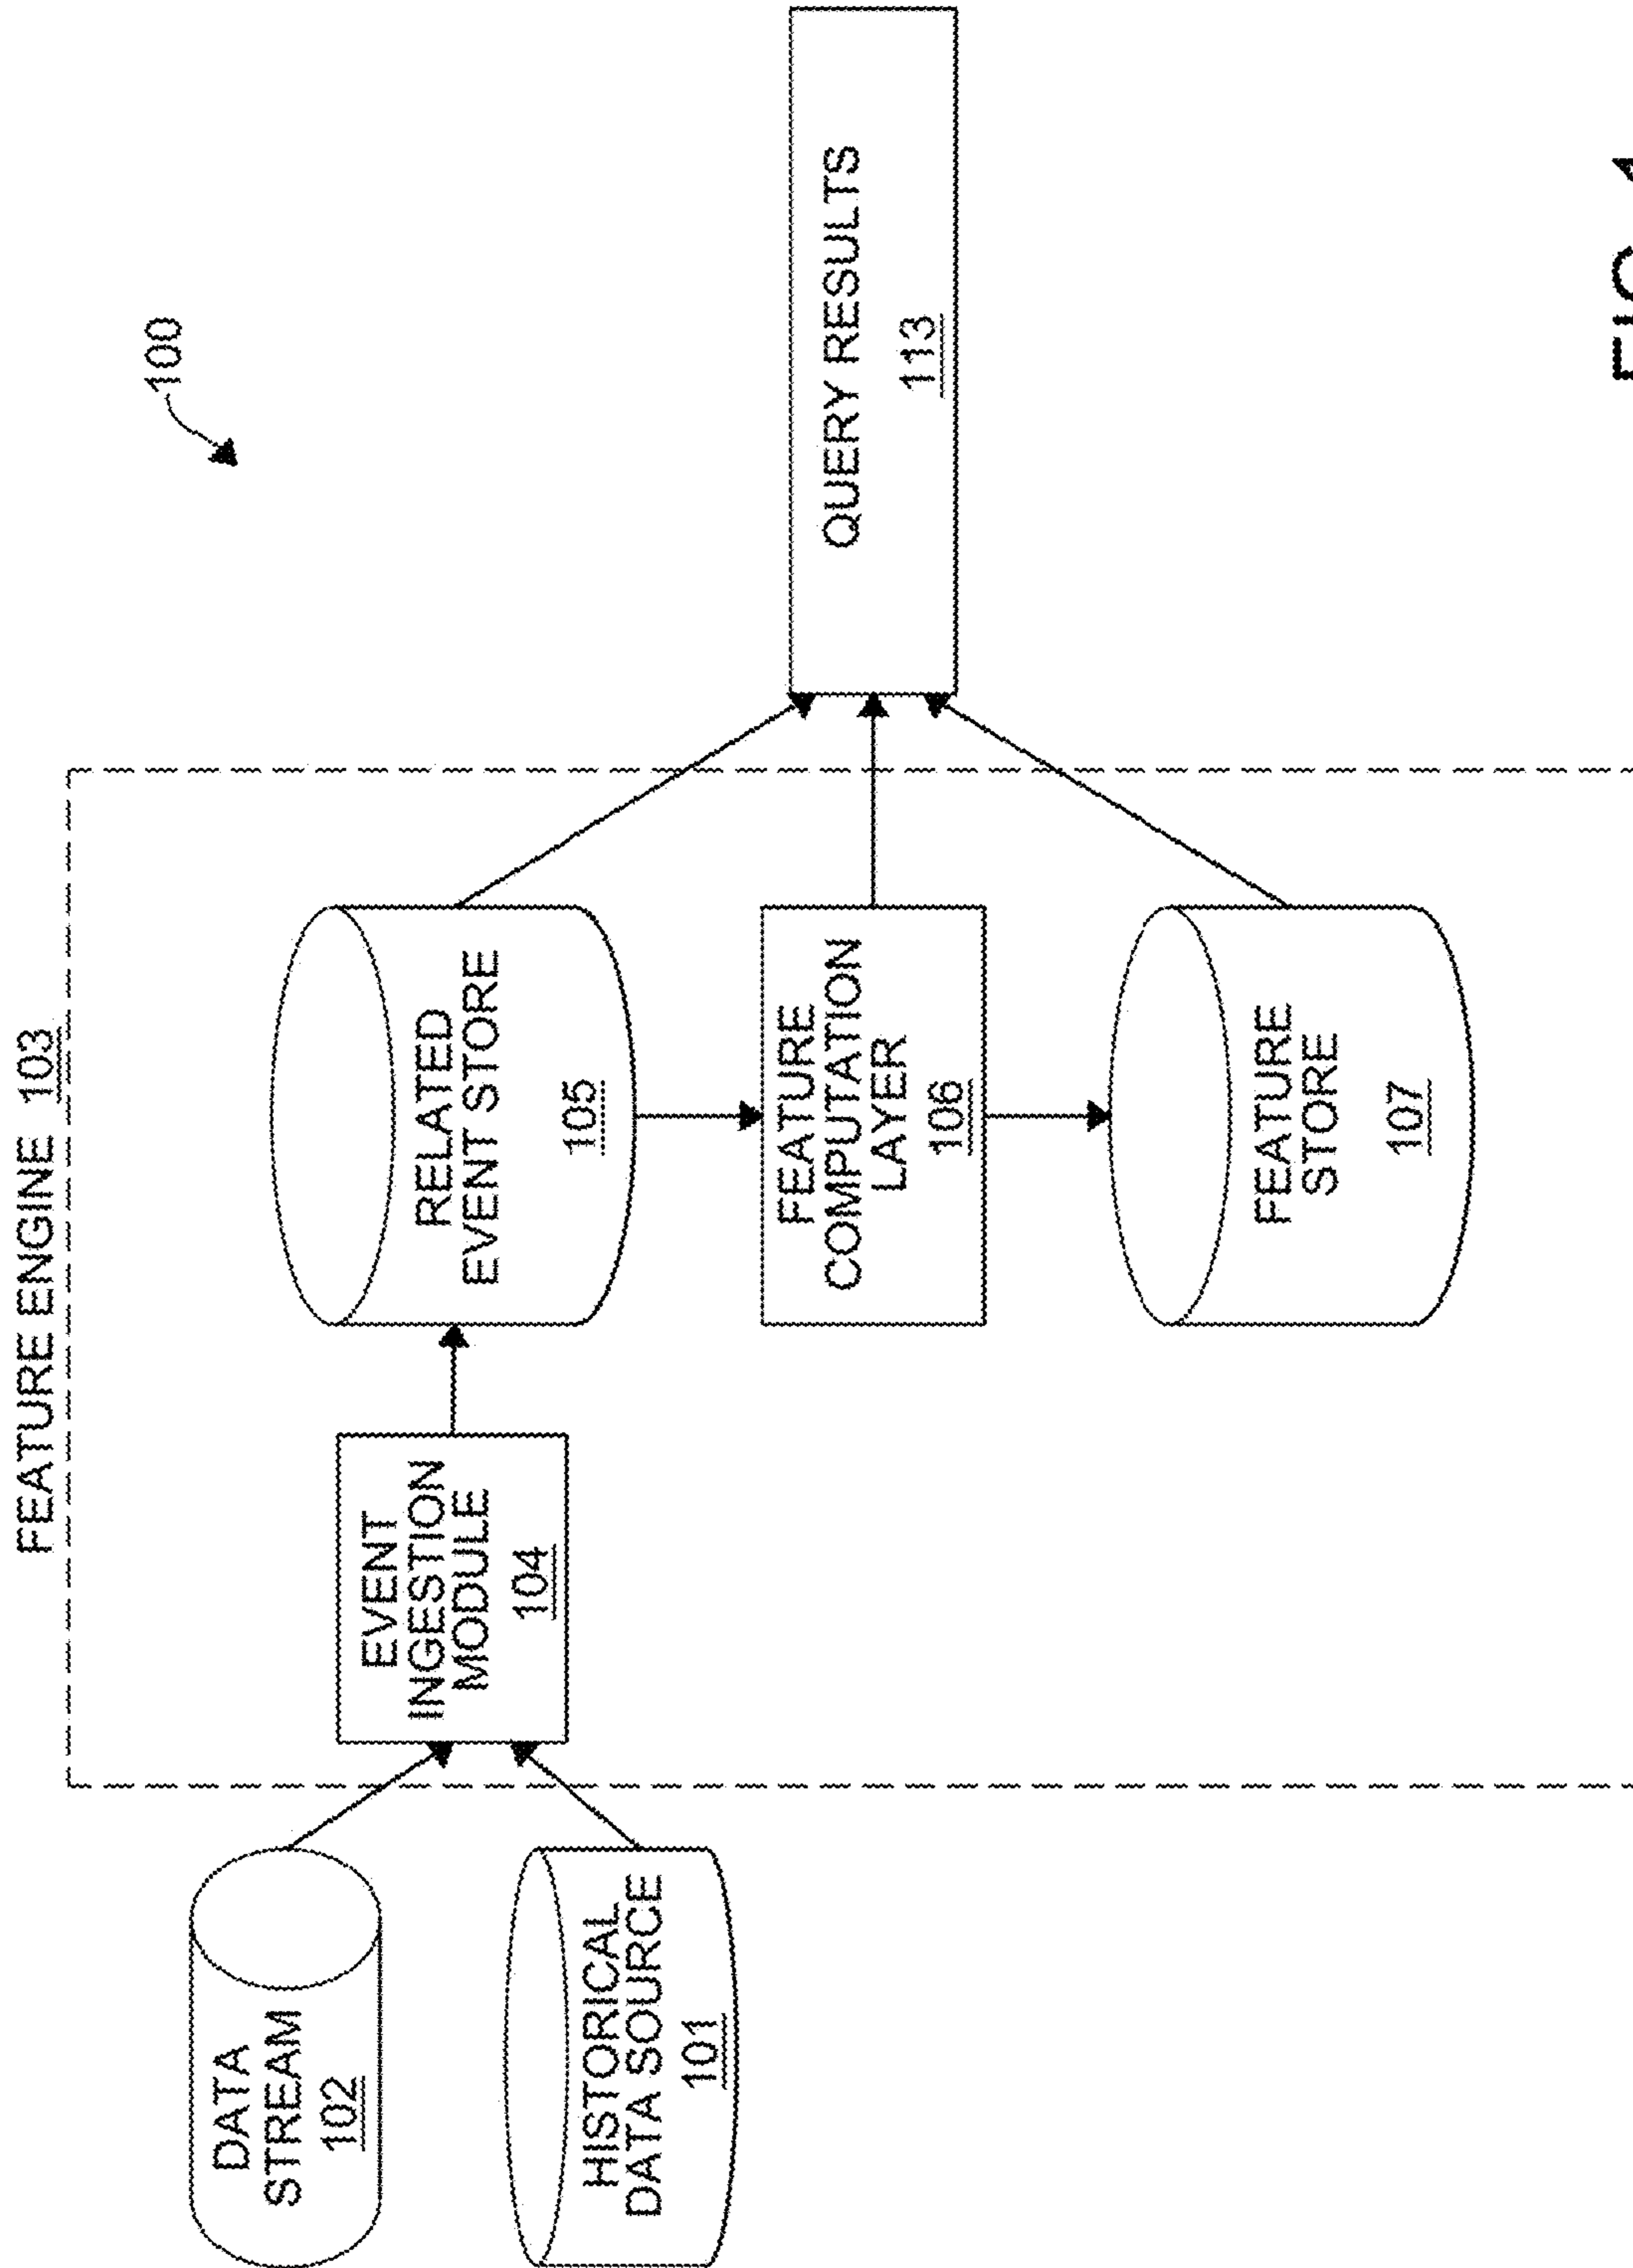 100
FEATURE ENGINE 103
DATA
STREAM
102
HISTORICAL
DATA SOURCE
101
EVENT
INGESTION
MODULE
104
RELATED
EVENT STORE
105
FEATURE
COMPUTATION
LAYER
106
FEATURE
STORE
107
QUERY RESULTS
113